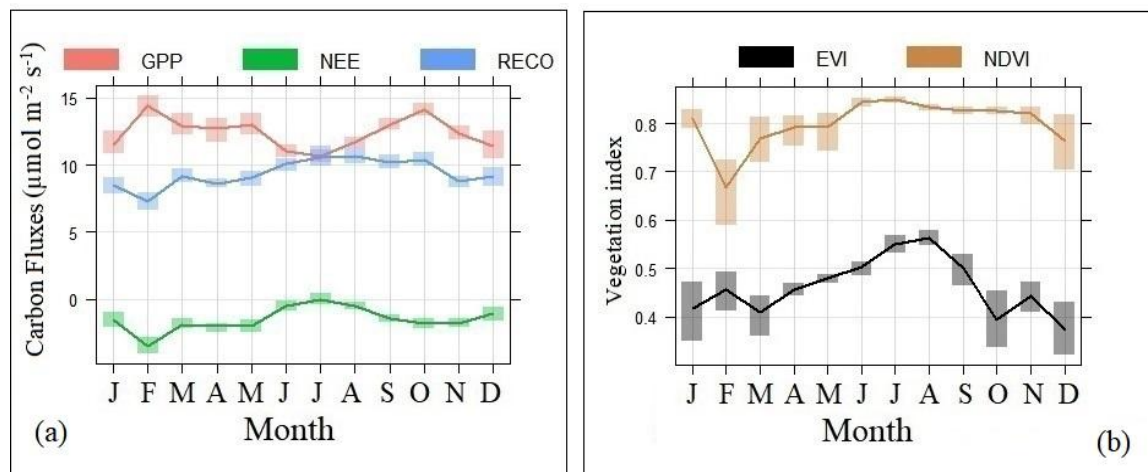 GPP NEE RECO
Carbon Fluxes (µmol m⁻² s⁻¹)
15
10
5
0
J F M A M J J A S O N D
Month
(a)
EVI NDVI
Vegetation index
0.8
0.7
0.6
0.5
0.4
J F M A M J J A S O N D
Month
(b)